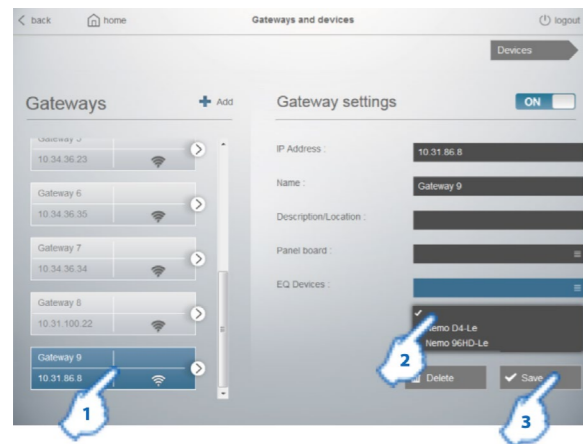 back
home
Gateways and devices
logout
Devices
Gateways
Add
10.34.36.23
Gateway 6
10.34.36.35
Gateway 7
10.34.36.34
Gateway 8
10.31.100.22
Gateway 9
10.31.86.8
1
Gateway settings
ON
IP Address :
10.31.86.8
Name :
Gateway 9
Description/Location :
Panel board :
EQ Devices :
Nemo D4-Le
Nemo 96HD-Le
2
Delete
Save
3